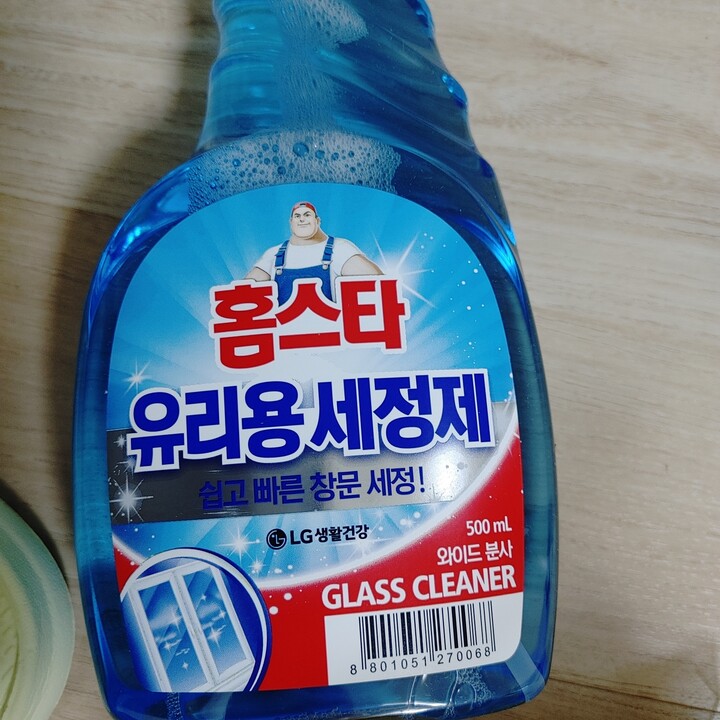 홈스타
유리용 세정제
쉽고 빠른 창문 세정!
LG생활건강
500 mL
와이드 분사
GLASS CLEANER
8 801051 270068